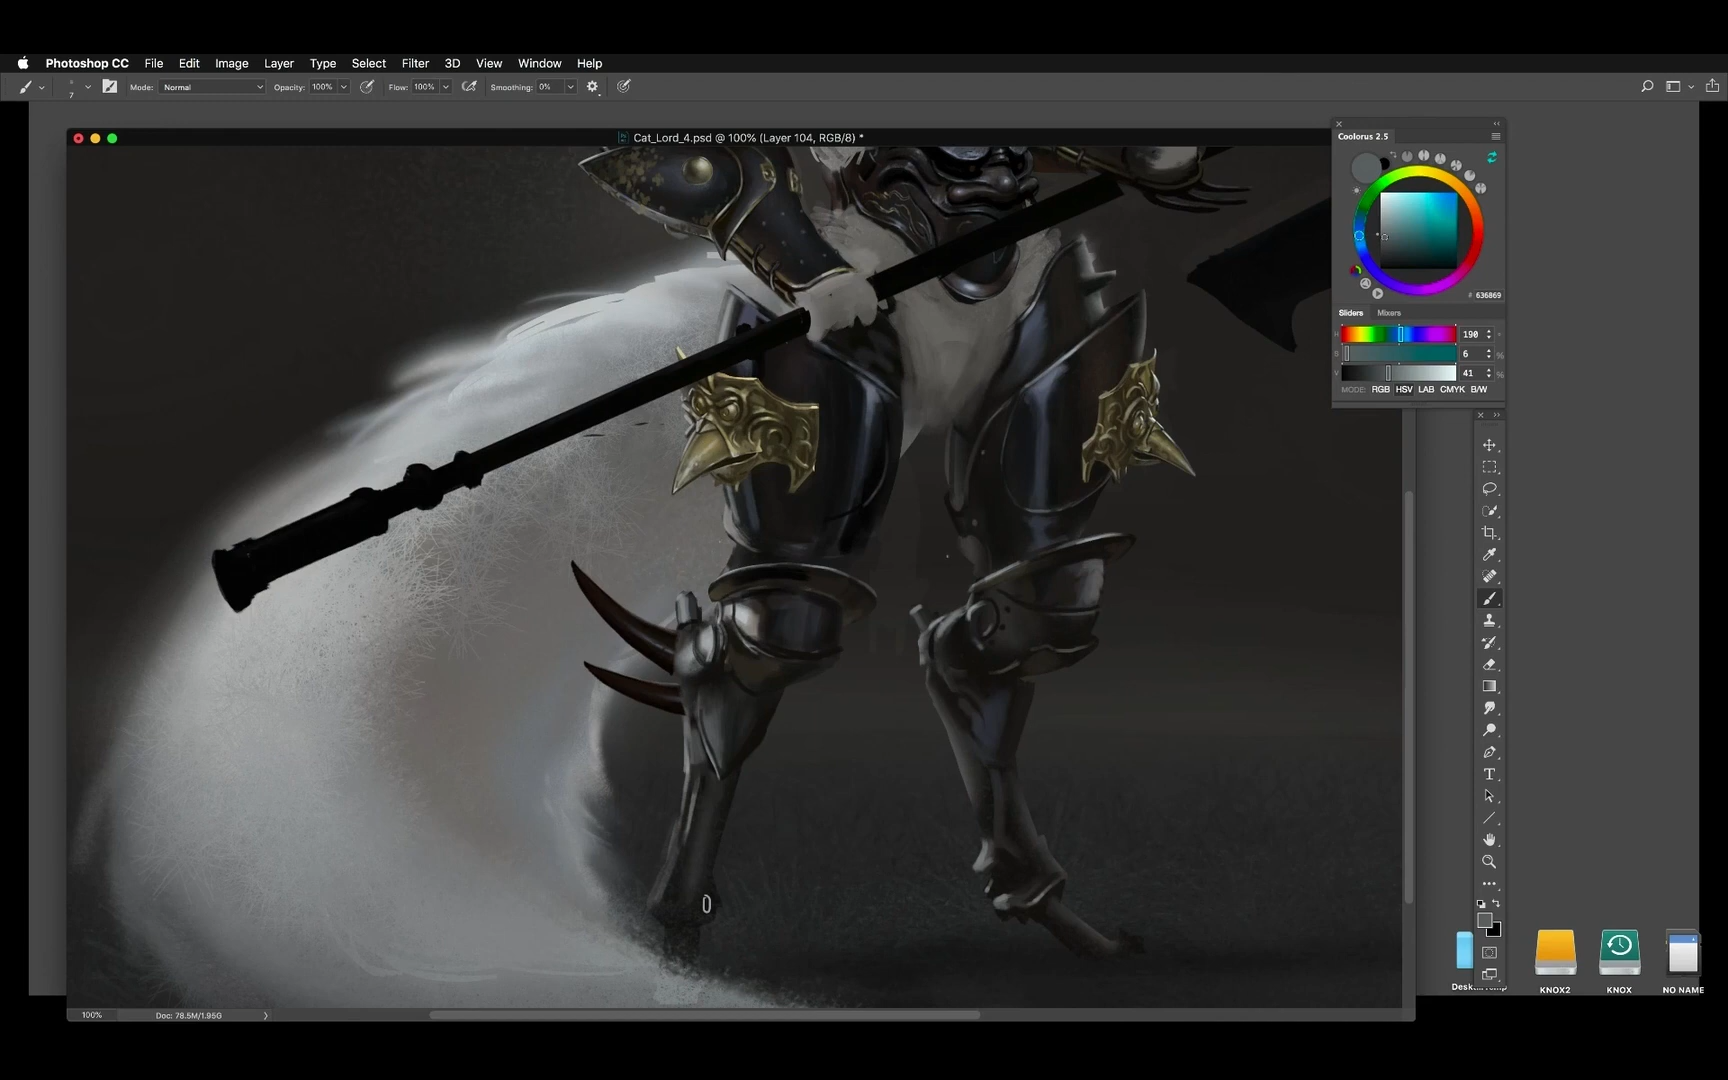 Photoshop CC File Edit Image Layer Type Select Filter 3D View Window Help
7 Mode: Normal Opacity: 100% Flow: 100% Smoothing: 0%
Cat_Lord_4.psd @ 100% (Layer 104, RGB/8) *
Coolorus 2.5
# 636869
Sliders Mixers
H 190 °
S 6 %
V 41 %
MODE: RGB HSV LAB CMYK B/W
KNOX2 KNOX NO NAME
100% Doc: 78.5M/1.95G